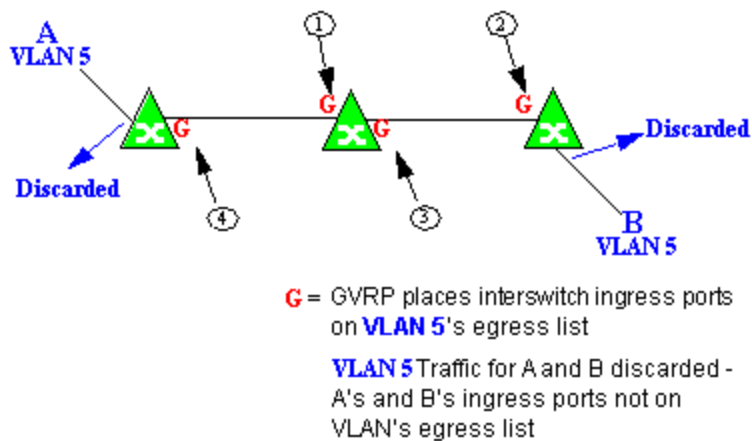 A
VLAN 5
1
2
G
G
G
G
Discarded
Discarded
4
3
B
VLAN 5
G = GVRP places interswitch ingress ports
on VLAN 5's egress list
VLAN 5 Traffic for A and B discarded -
A's and B's ingress ports not on
VLAN's egress list